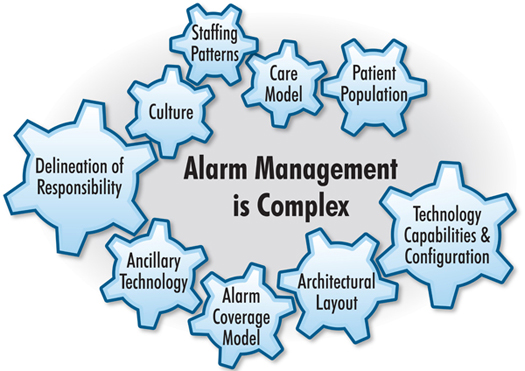 Staffing
Patterns
Care
Model
Patient
Population
Culture
Delineation of
Responsibility
Alarm Management
is Complex
Technology
Capabilities &
Configuration
Ancillary
Technology
Alarm
Coverage
Model
Architectural
Layout